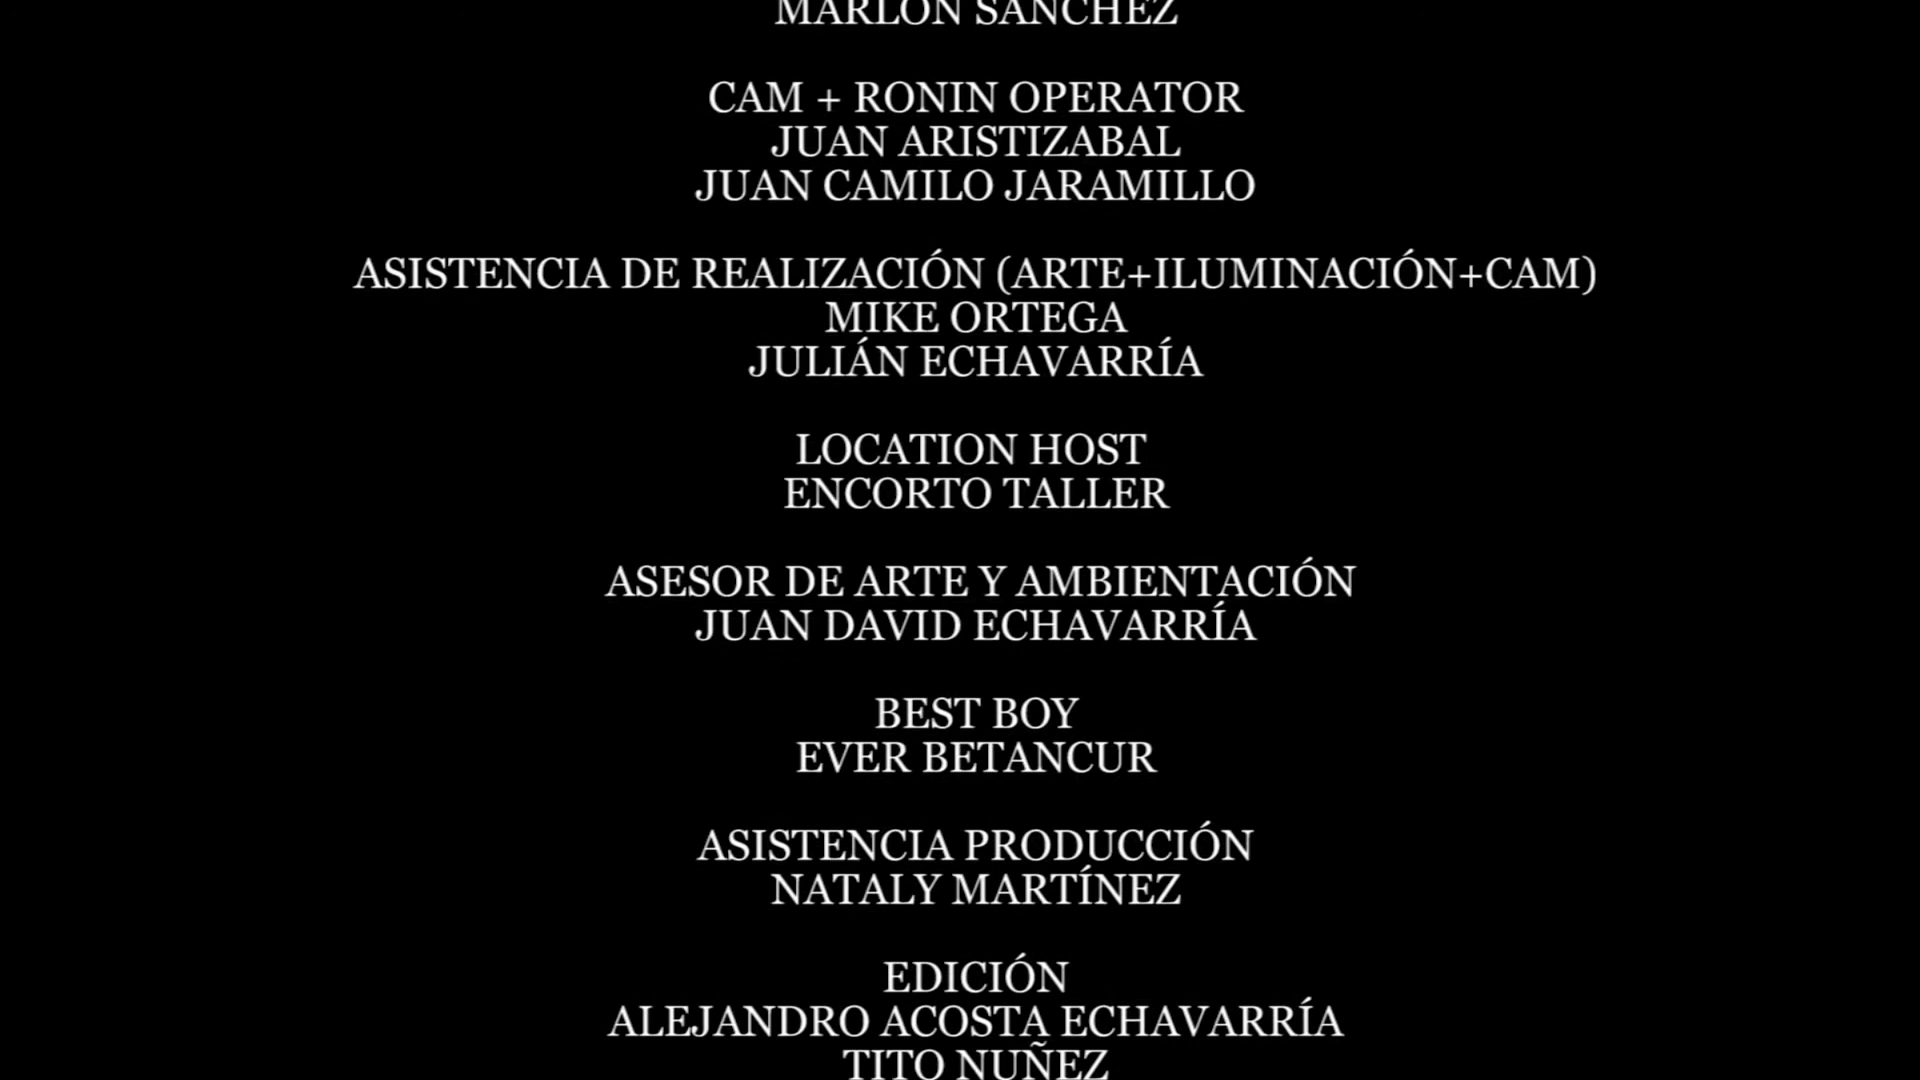 MARLON SANCHEZ
CAM + RONIN OPERATOR
JUAN ARISTIZABAL
JUAN CAMILO JARAMILLO
ASISTENCIA DE REALIZACIÓN (ARTE+ILUMINACIÓN+CAM)
MIKE ORTEGA
JULIÁN ECHAVARRÍA
LOCATION HOST
ENCORTO TALLER
ASESOR DE ARTE Y AMBIENTACIÓN
JUAN DAVID ECHAVARRÍA
BEST BOY
EVER BETANCUR
ASISTENCIA PRODUCCIÓN
NATALY MARTÍNEZ
EDICIÓN
ALEJANDRO ACOSTA ECHAVARRÍA
TITO NUÑEZ